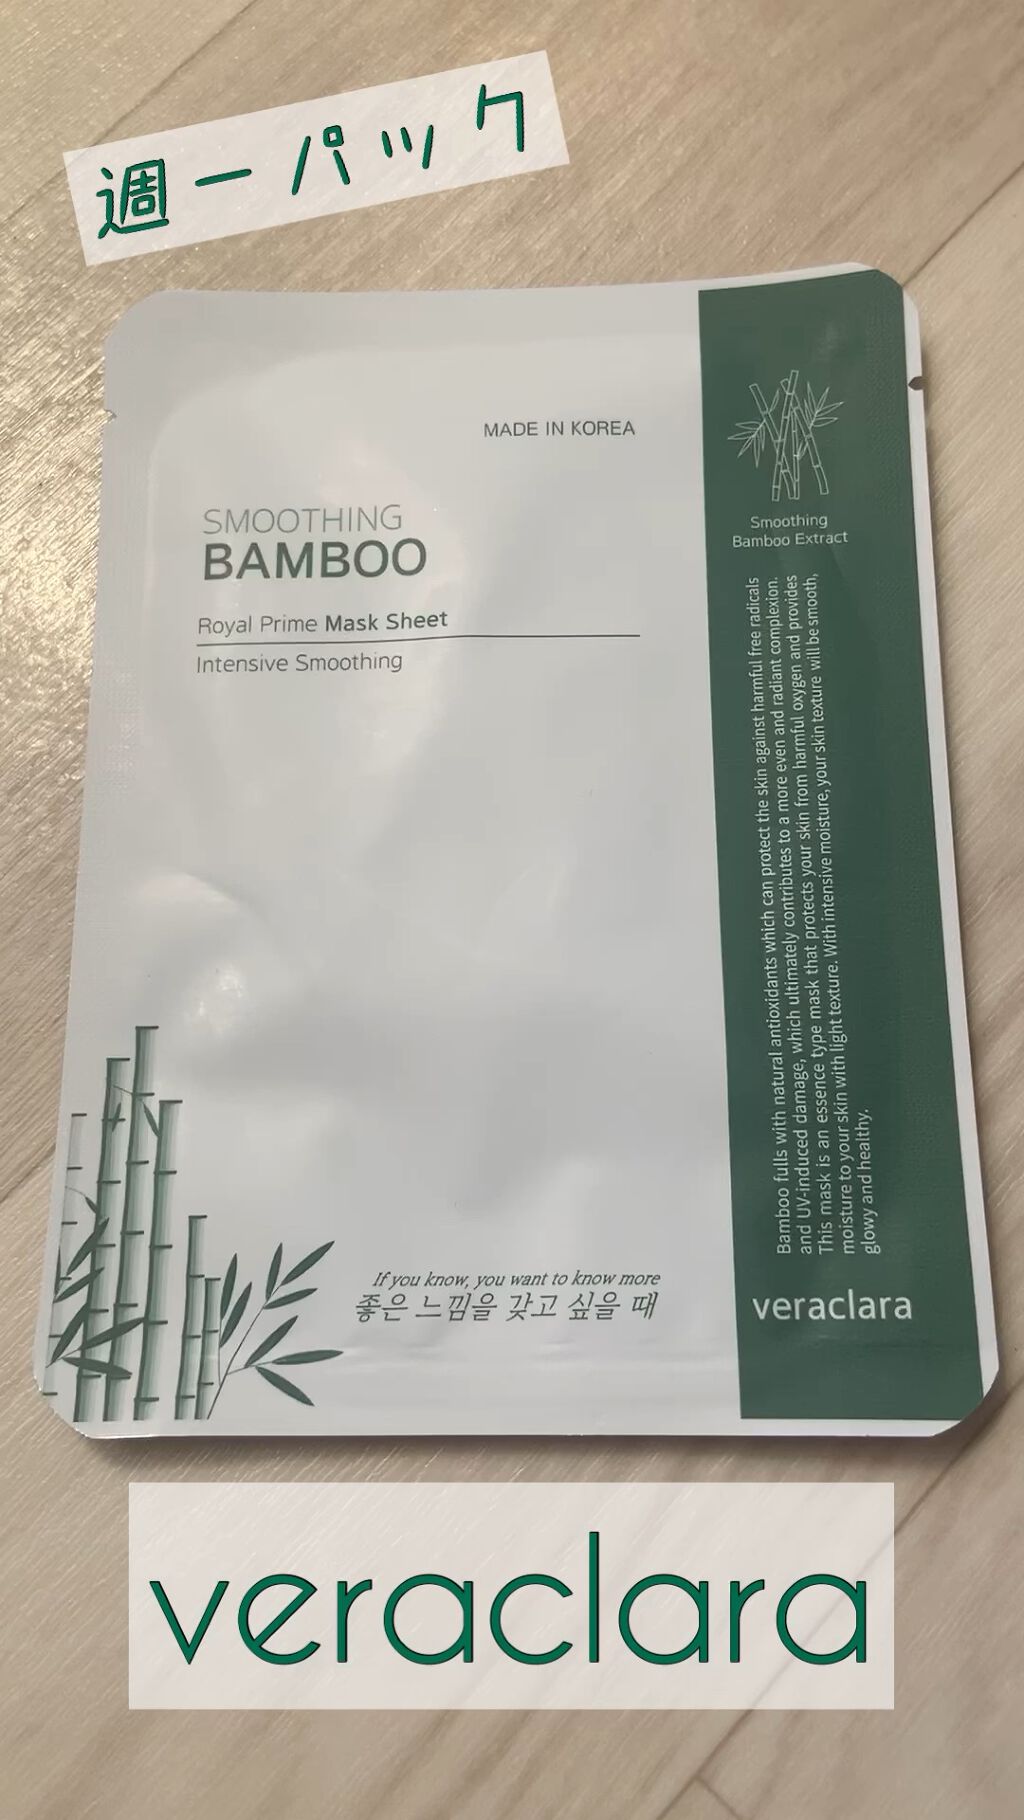 週一パック
MADE IN KOREA
SMOOTHING
BAMBOO
Royal Prime Mask Sheet
Intensive Smoothing
If you know, you want to know more
좋은 느낌을 갖고 싶을 때
Smoothing
Bamboo Extract
Bamboo fulls with natural antioxidants which can protect the skin against harmful free radicals
and UV-induced damage, which ultimately contributes to a more even and radiant complexion.
This mask is an essence type mask that protects your skin from harmful oxygen and provides
moisture to your skin with light texture. With intensive moisture, your skin texture will be smooth,
glowy and healthy.
veraclara
veraclara